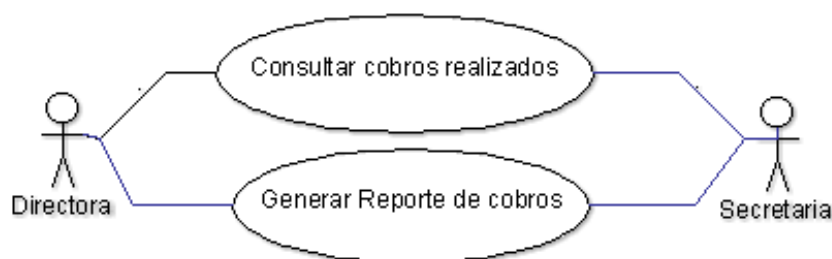 Consultar cobros realizados
Generar Reporte de cobros
Directora
Secretaria